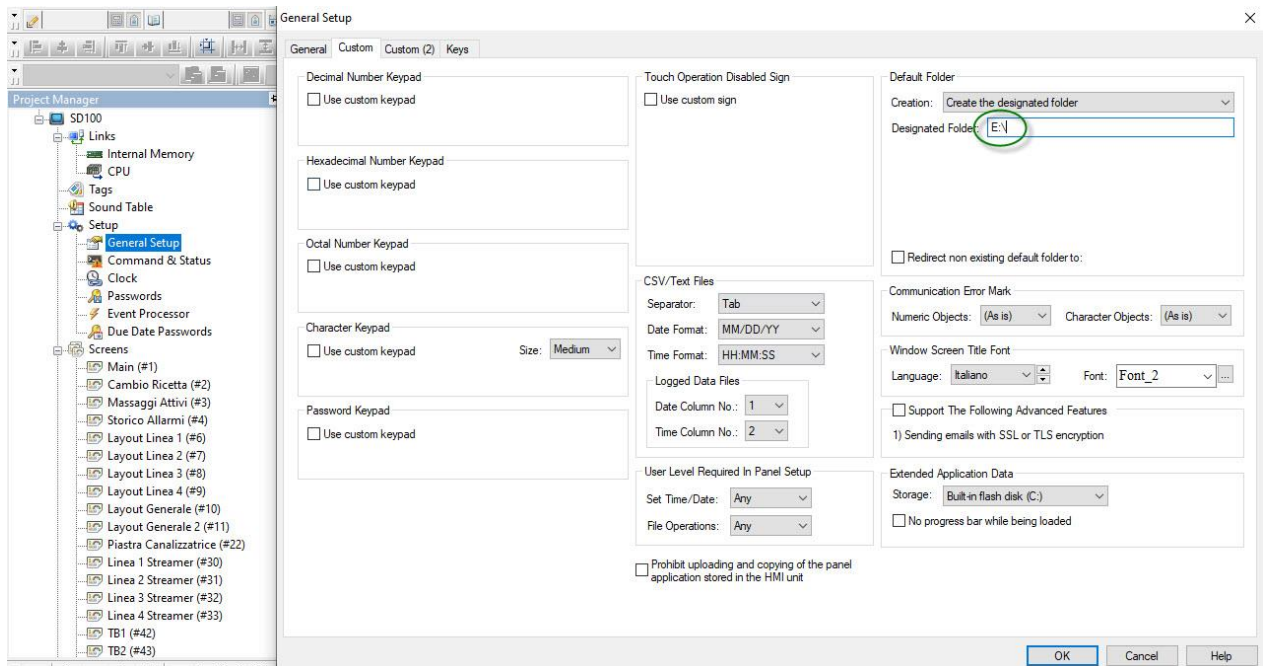 General Setup
General
Custom
Custom (2)
Keys
Project Manager
SD100
Links
Internal Memory
CPU
Tags
Sound Table
Setup
General Setup
Command & Status
Clock
Passwords
Event Processor
Due Date Passwords
Screens
Main (#1)
Cambio Ricetta (#2)
Massaggi Attivi (#3)
Storico Allarmi (#4)
Layout Linea 1 (#6)
Layout Linea 2 (#7)
Layout Linea 3 (#8)
Layout Linea 4 (#9)
Layout Generale (#10)
Layout Generale 2 (#11)
Piastra Canalizzatrice (#22)
Linea 1 Streamer (#30)
Linea 2 Streamer (#31)
Linea 3 Streamer (#32)
Linea 4 Streamer (#33)
TB1 (#42)
TB2 (#43)
Decimal Number Keypad
Use custom keypad
Hexadecimal Number Keypad
Use custom keypad
Octal Number Keypad
Use custom keypad
Character Keypad
Use custom keypad Size: Medium
Password Keypad
Use custom keypad
Touch Operation Disabled Sign
Use custom sign
CSV/Text Files
Separator: Tab
Date Format: MM/DD/YY
Time Format: HH:MM:SS
Logged Data Files
Date Column No.: 1
Time Column No.: 2
User Level Required In Panel Setup
Set Time/Date: Any
File Operations: Any
Prohibit uploading and copying of the panel
application stored in the HMI unit
Default Folder
Creation: Create the designated folder
Designated Folder: E:\
Redirect non existing default folder to:
Communication Error Mark
Numeric Objects: (As is) Character Objects: (As is)
Window Screen Title Font
Language: Italiano Font: Font_2 ...
Support The Following Advanced Features
1) Sending emails with SSL or TLS encryption
Extended Application Data
Storage: Built-in flash disk (C:)
No progress bar while being loaded
OK Cancel Help